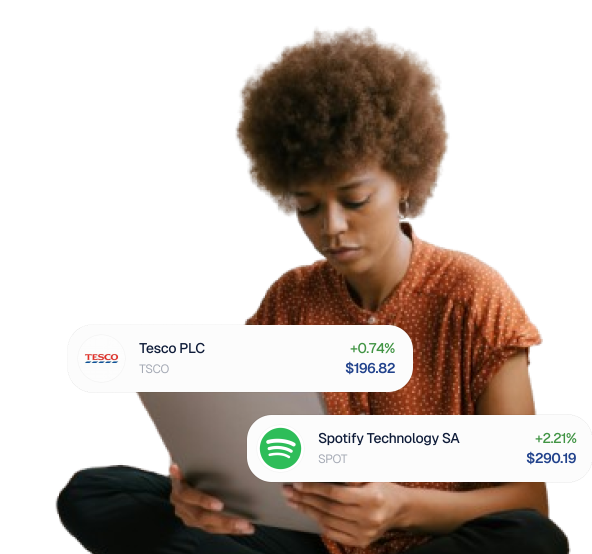 TESCO
Tesco PLC
+0.74%
TSCO
$196.82
Spotify Technology SA
+2.21%
SPOT
$290.19